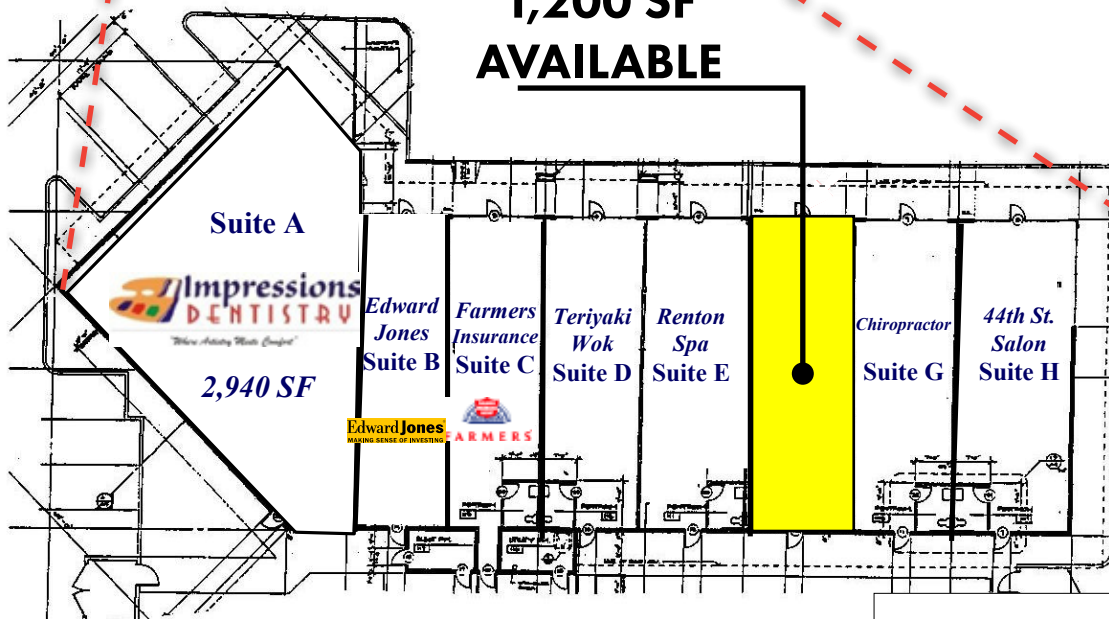 1,200 SF
AVAILABLE
Suite A
Impressions
DENTISTRY
"Where Artistry Meets Comfort"
2,940 SF
Edward
Jones
Suite B
Edward Jones
MAKING SENSE OF INVESTING
Farmers
Insurance
Suite C
FARMERS
Teriyaki
Wok
Suite D
Renton
Spa
Suite E
Chiropractor
Suite G
44th St.
Salon
Suite H